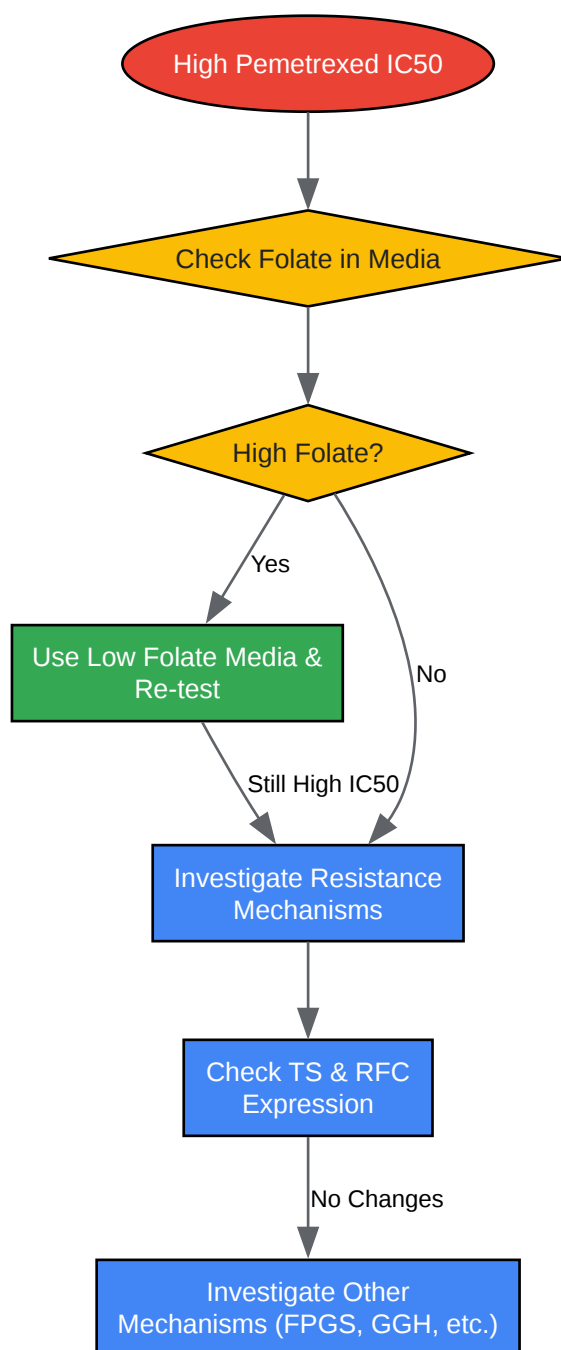 High Pemetrexed IC50
Check Folate in Media
High Folate?
Yes
Use Low Folate Media &
Re-test
No
Still High IC50
Investigate Resistance
Mechanisms
Check TS & RFC
Expression
No Changes
Investigate Other
Mechanisms (FPGS, GGH, etc.)